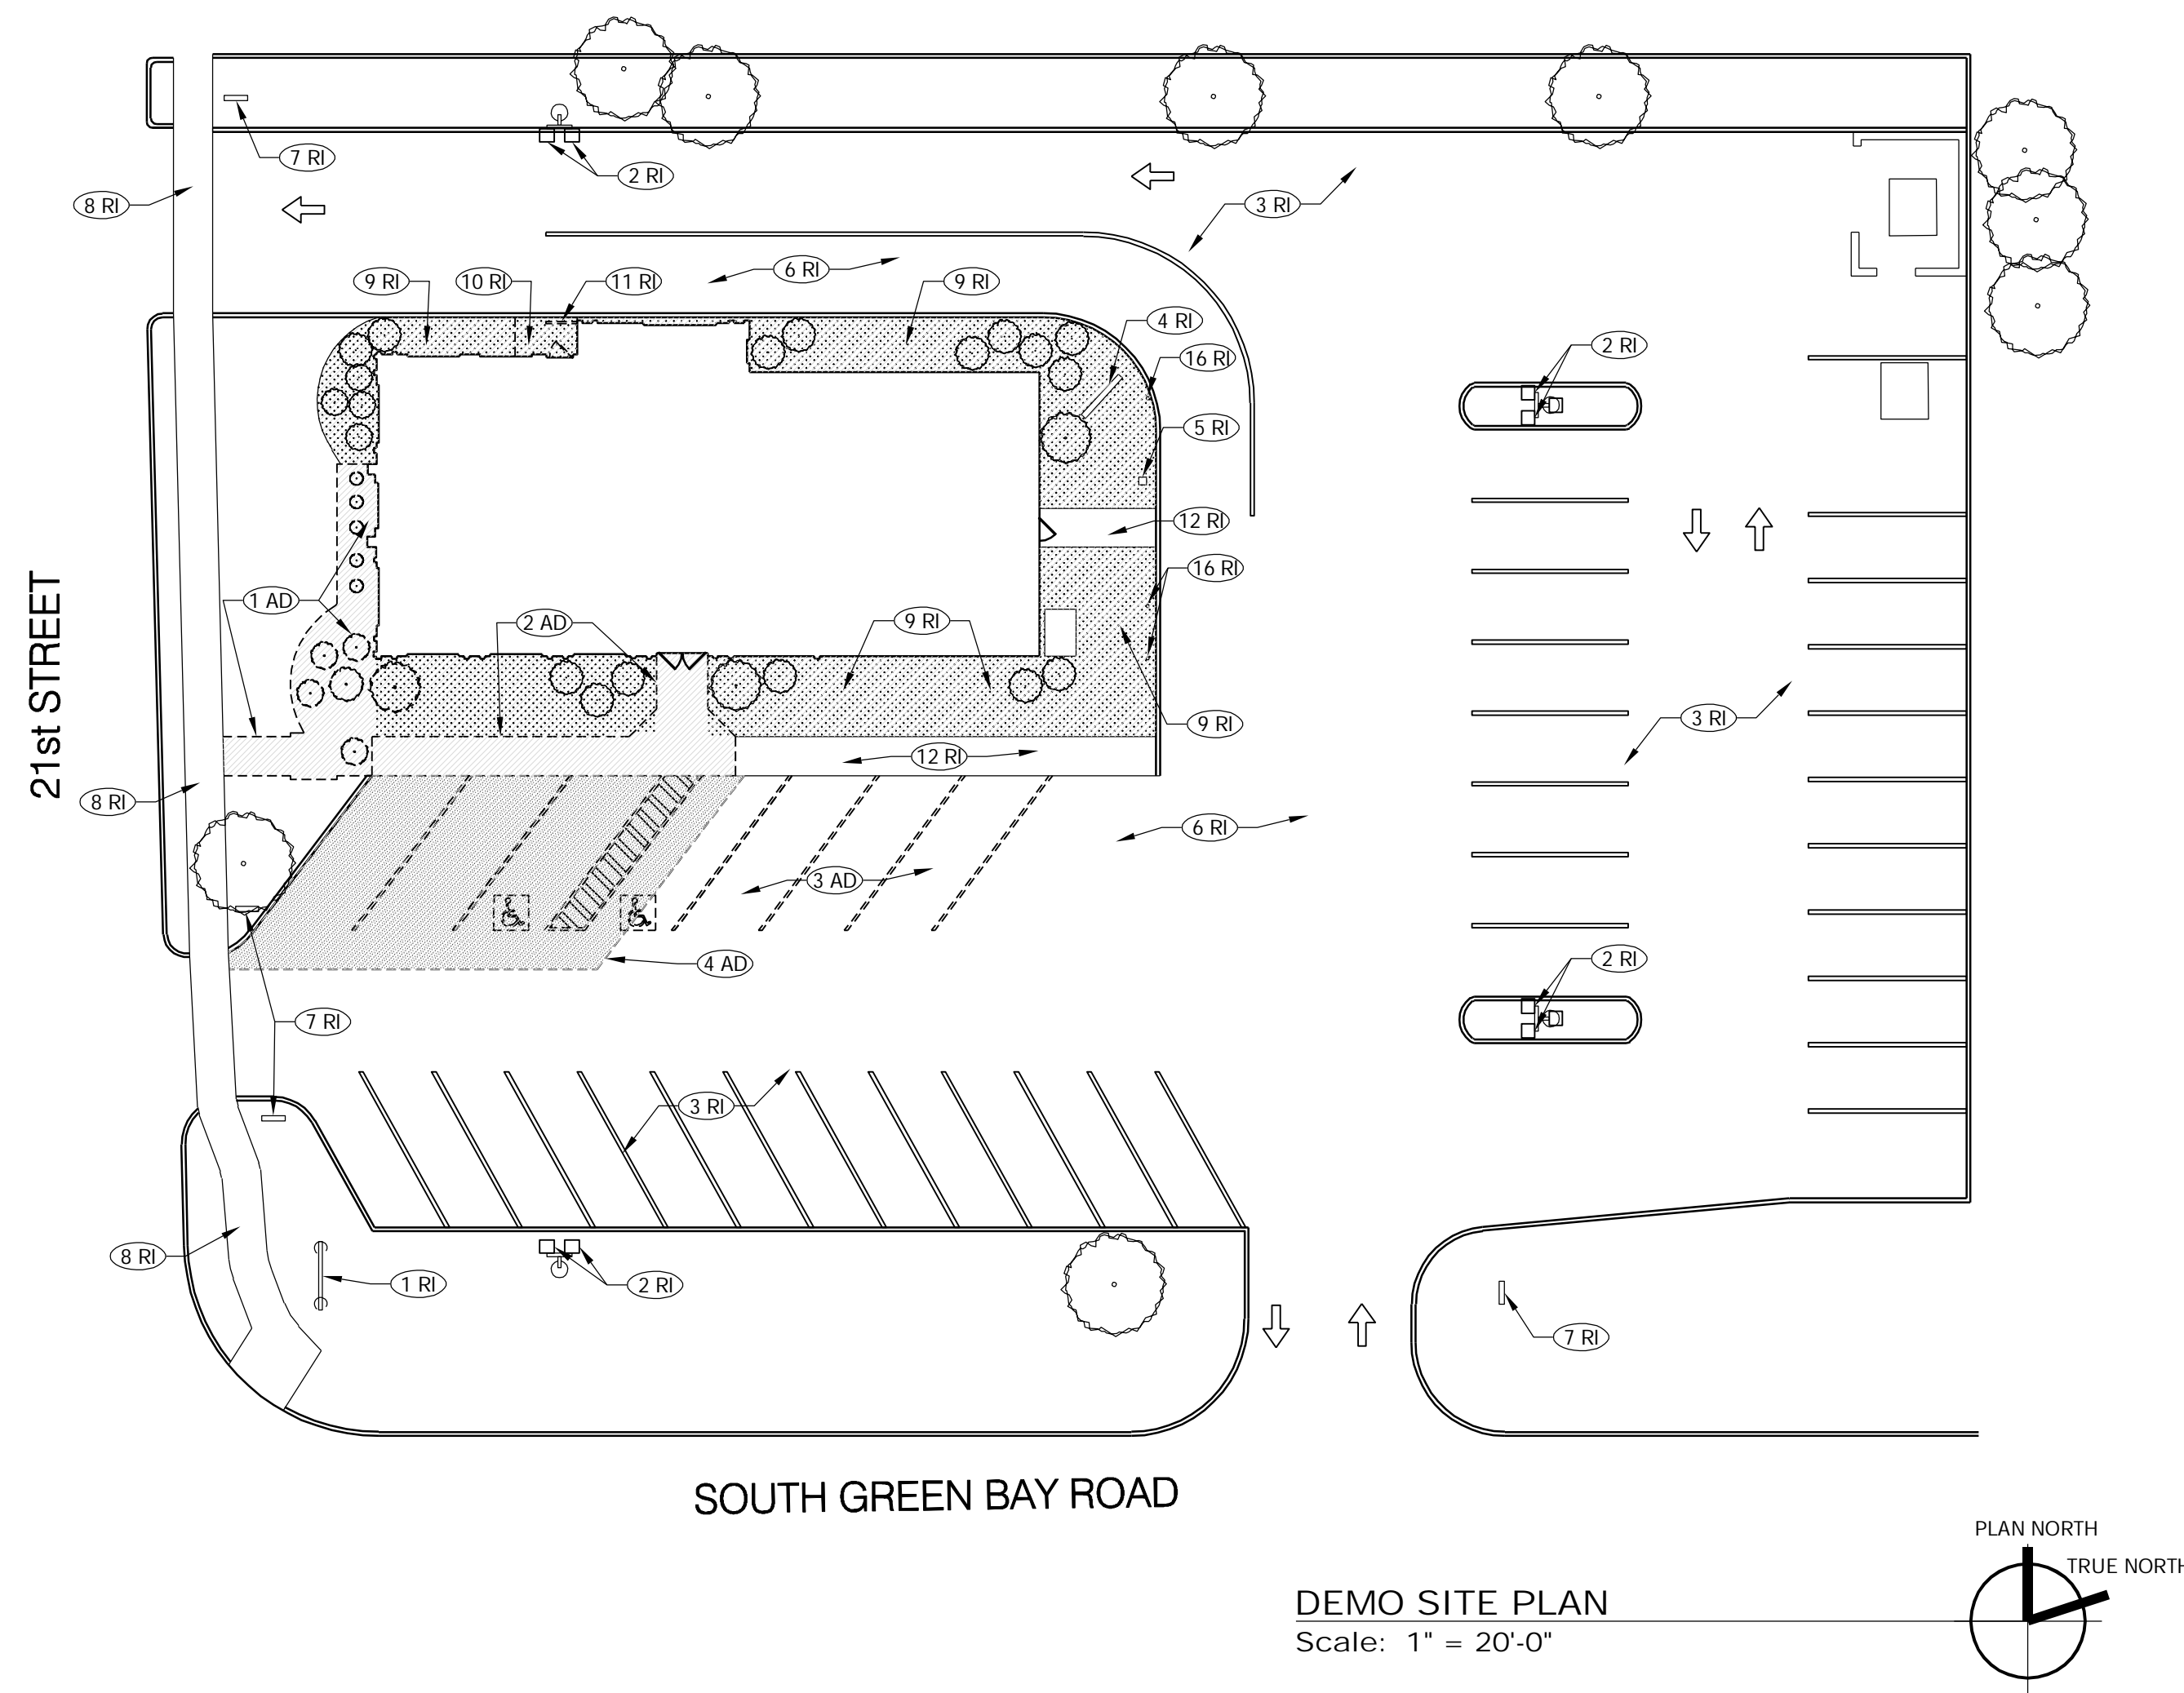 7 RI
2 RI
8 RI
3 RI
6 RI
9 RI
10 RI
11 RI
9 RI
4 RI
2 RI
16 RI
5 RI
12 RI
16 RI
1 AD
2 AD
9 RI
3 RI
9 RI
12 RI
21st STREET
8 RI
6 RI
3 AD
4 AD
2 RI
7 RI
3 RI
8 RI
1 RI
2 RI
7 RI
SOUTH GREEN BAY ROAD
PLAN NORTH
TRUE NORTH
DEMO SITE PLAN
Scale: 1" = 20'-0"